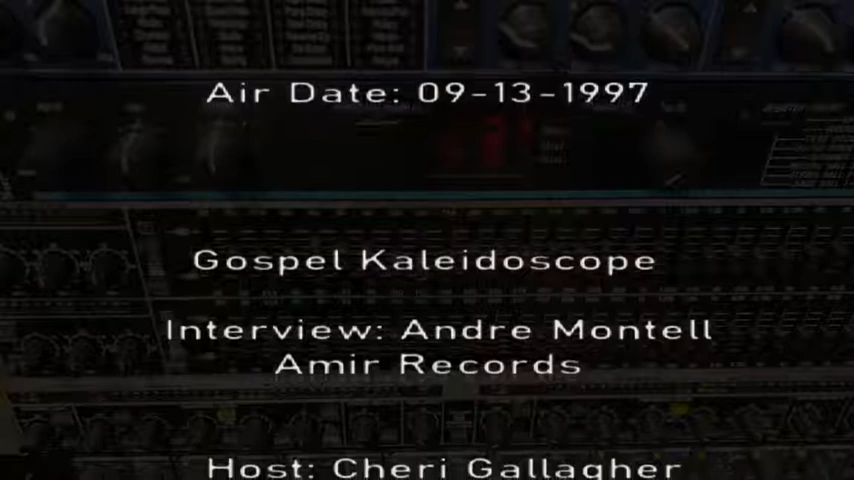 Air Date: 09-13-1997
Gospel Kaleidoscope
Interview: Andre Montell
Amir Records
Host: Cheri Gallagher